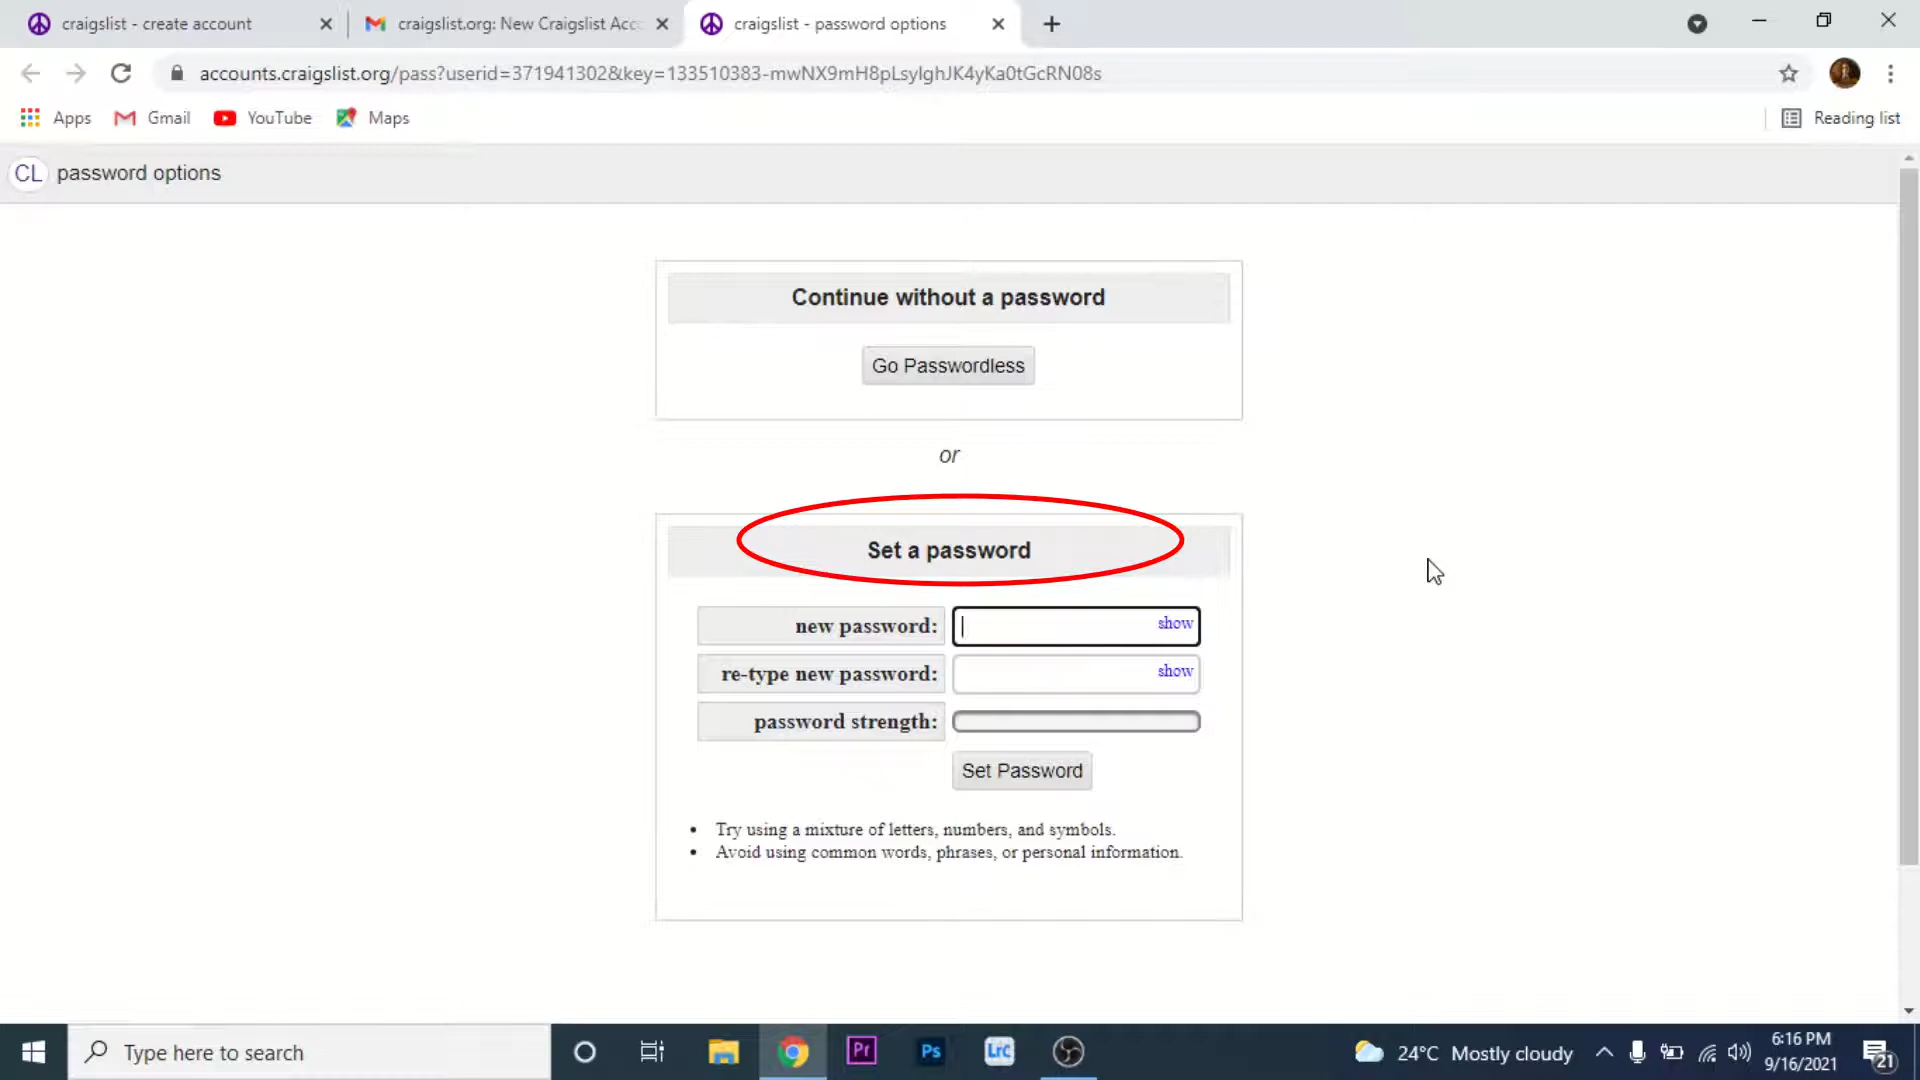 craigslist - create account
craigslist.org: New Craigslist Acc
craigslist - password options
accounts.craigslist.org/pass?userid=371941302&key=133510383-mwNX9mH8pLsylghJK4yKa0tGcRN08s
Apps Gmail YouTube Maps Reading list
CL password options
Continue without a password
Go Passwordless
or
Set a password
new password: show
re-type new password: show
password strength:
Set Password
• Try using a mixture of letters, numbers, and symbols.
• Avoid using common words, phrases, or personal information.
Type here to search
Pr
Ps
Lrc
24°C Mostly cloudy
6:16 PM
9/16/2021
21